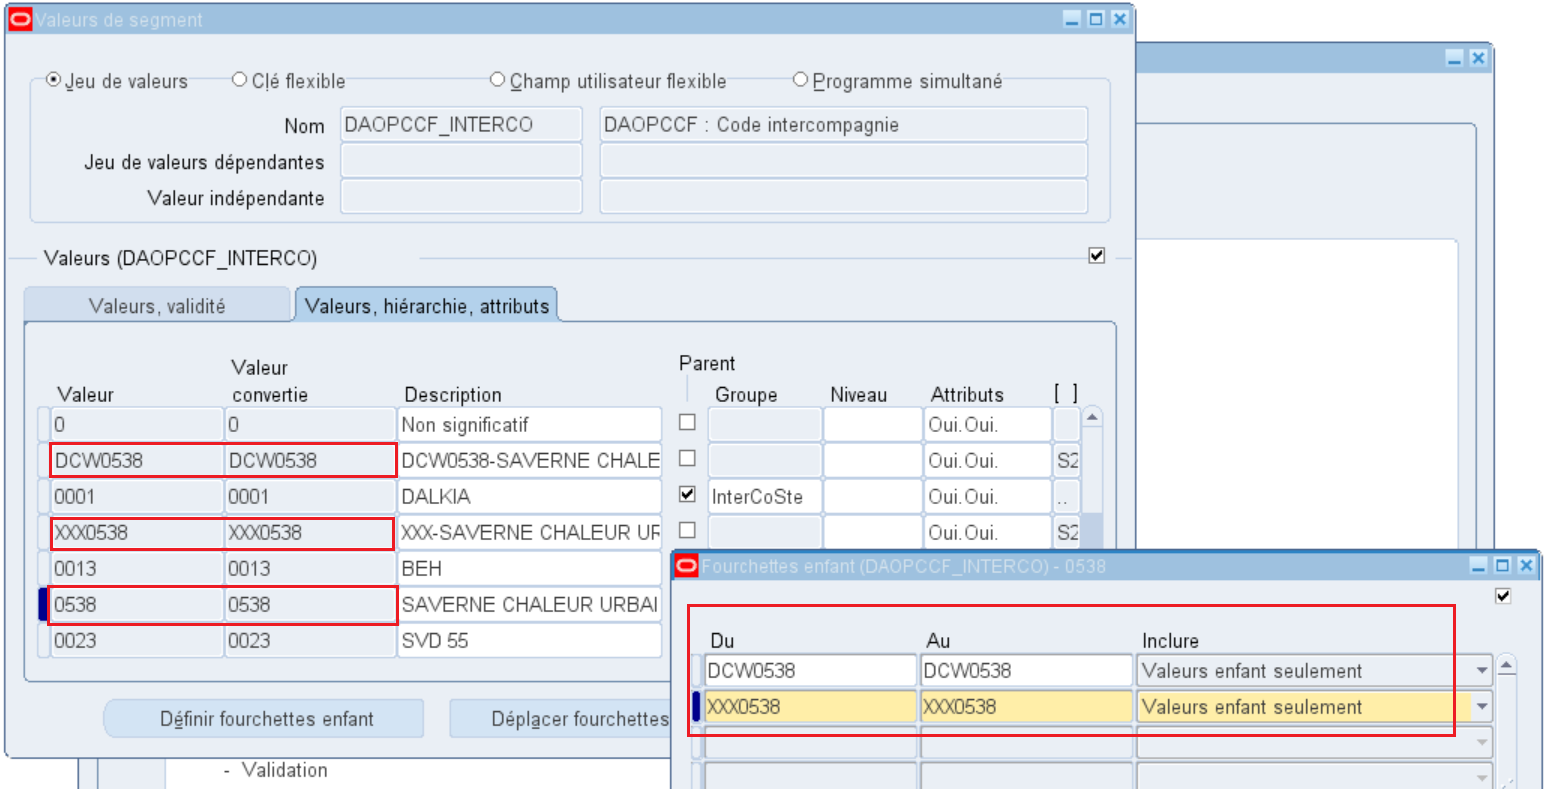 Valeurs de segment
Jeu de valeurs Clé flexible Champ utilisateur flexible Programme simultané
Nom DAOPCCF_INTERCO DAOPCCF : Code intercompagnie
Jeu de valeurs dépendantes
Valeur indépendante
Valeurs (DAOPCCF_INTERCO)
Valeurs, validité Valeurs, hiérarchie, attributs
Parent
Valeur
Valeur convertie Description Groupe Niveau Attributs [ ]
0 0 Non significatif Oui.Oui.
DCW0538 DCW0538 DCW0538-SAVERNE CHALE Oui.Oui. S2
0001 0001 DALKIA InterCoSte Oui.Oui. ..
XXX0538 XXX0538 XXX-SAVERNE CHALEUR UR Oui.Oui. S2
0013 0013 BEH
0538 0538 SAVERNE CHALEUR URBAI
0023 0023 SVD 55
Définir fourchettes enfant Déplacer fourchettes
- Validation
Fourchettes enfant (DAOPCCF_INTERCO) - 0538
Du Au Inclure
DCW0538 DCW0538 Valeurs enfant seulement
XXX0538 XXX0538 Valeurs enfant seulement